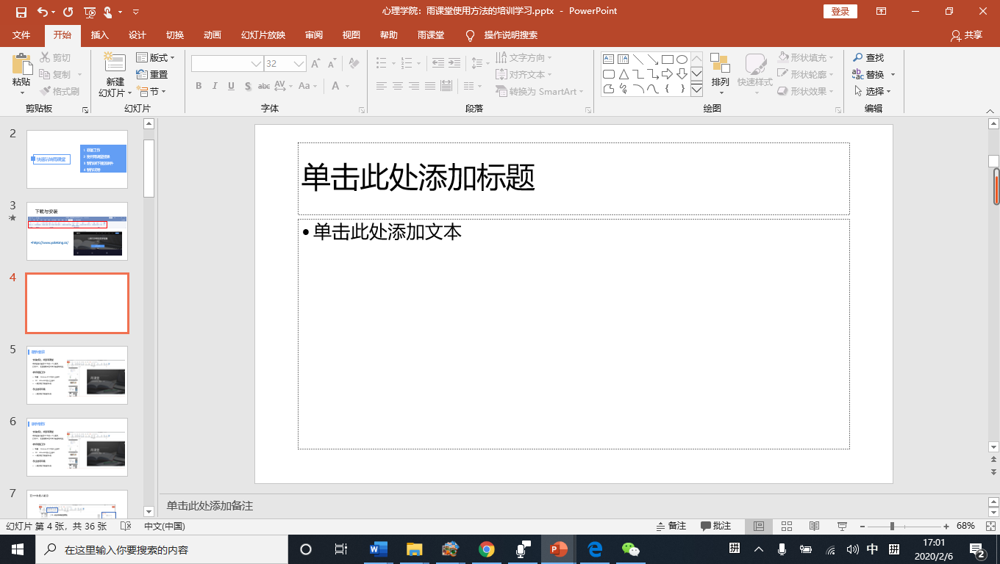 心理学院：雨课堂使用方法的培训学习.pptx - PowerPoint
登录
文件 开始 插入 设计 切换 动画 幻灯片放映 审阅 视图 帮助 雨课堂 操作说明搜索 共享
粘贴
剪切
复制
格式刷
剪贴板
新建
幻灯片
版式
重置
节
幻灯片
32
B I U S abc AV Aa A
字体
文字方向
对齐文本
转换为 SmartArt
段落
排列
快速样式
形状填充
形状轮廓
形状效果
绘图
查找
替换
选择
编辑
2
快速玩转雨课堂
3
下载与安装
4
5
6
7
单击此处添加标题
• 单击此处添加文本
单击此处添加备注
幻灯片 第 4 张，共 36 张 中文(中国) 备注 批注 68%
在这里输入你要搜索的内容
中 拼
17:01
2020/2/6
2